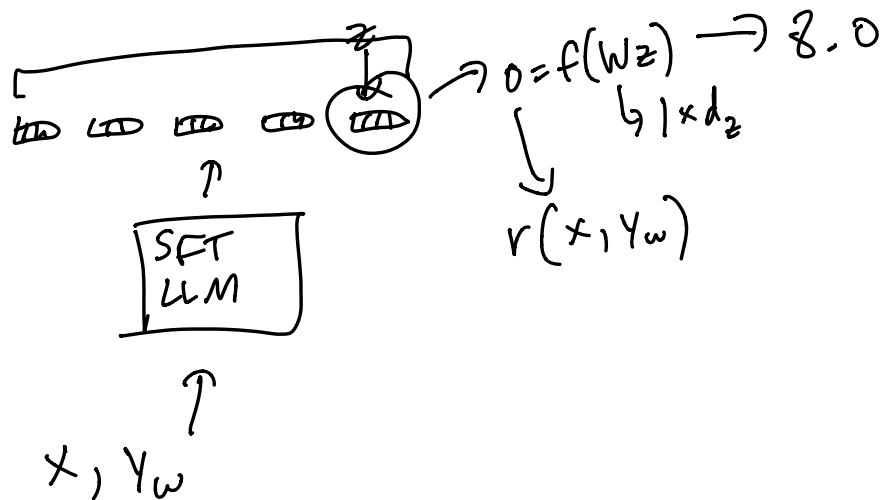 z
o = f(Wz) → 8.0
↳ 1 × d_z
r(x, y_w)
SFT
LLM
x, y_w